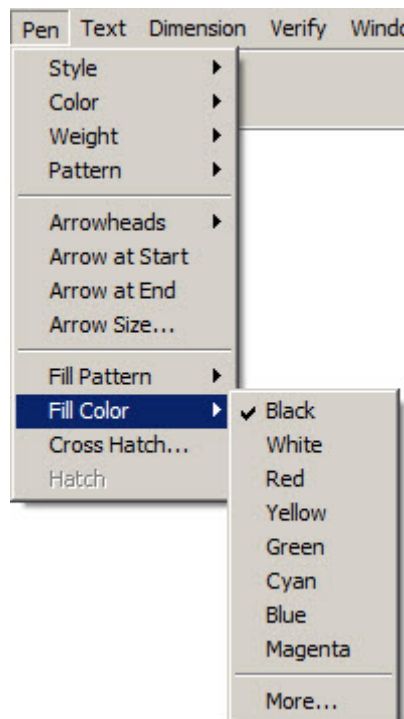 Pen Text Dimension Verify Windo
Style
Color
Weight
Pattern
Arrowheads
Arrow at Start
Arrow at End
Arrow Size...
Fill Pattern
Fill Color
Cross Hatch...
Hatch
Black
White
Red
Yellow
Green
Cyan
Blue
Magenta
More...